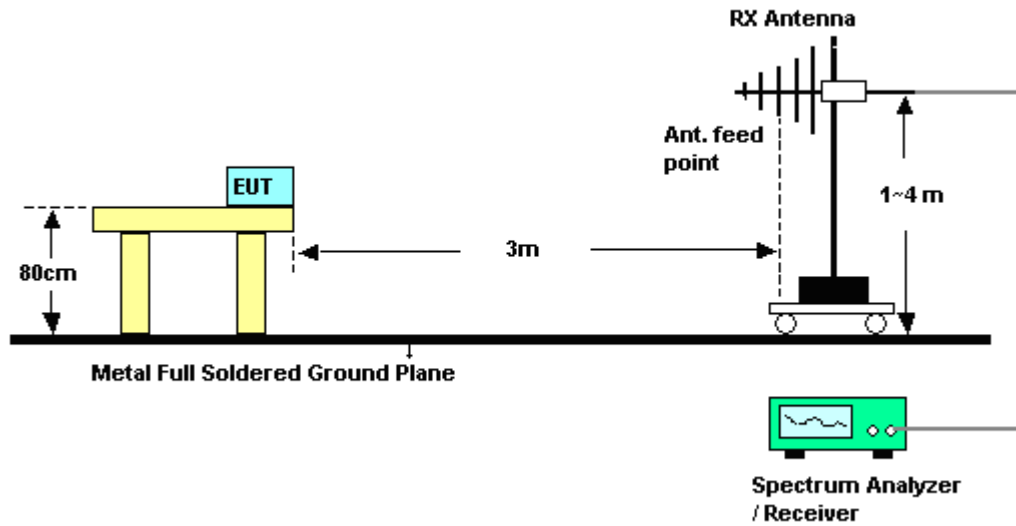 RX Antenna
Ant. feed
point
1~4 m
EUT
3m
80cm
Metal Full Soldered Ground Plane
Spectrum Analyzer
/ Receiver